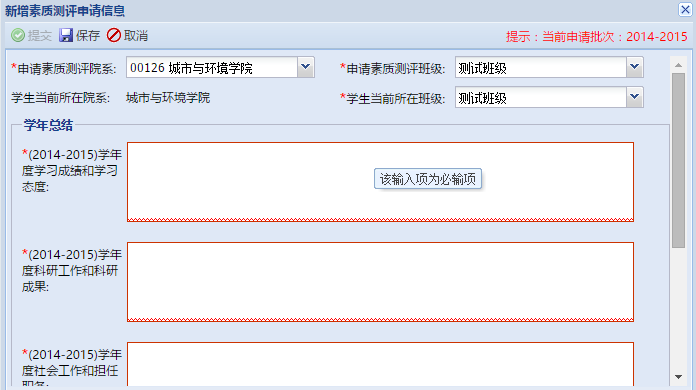 新增素质测评申请信息
提交 保存 取消 提示：当前申请批次：2014-2015
*申请素质测评院系: 00126 城市与环境学院 *申请素质测评班级: 测试班级
学生当前所在院系: 城市与环境学院 *学生当前所在班级: 测试班级
学年总结
*(2014-2015)学年
度学习成绩和学习
态度:
该输入项为必输项
*(2014-2015)学年
度科研工作和科研
成果:
*(2014-2015)学年
度社会工作和担任
职务: